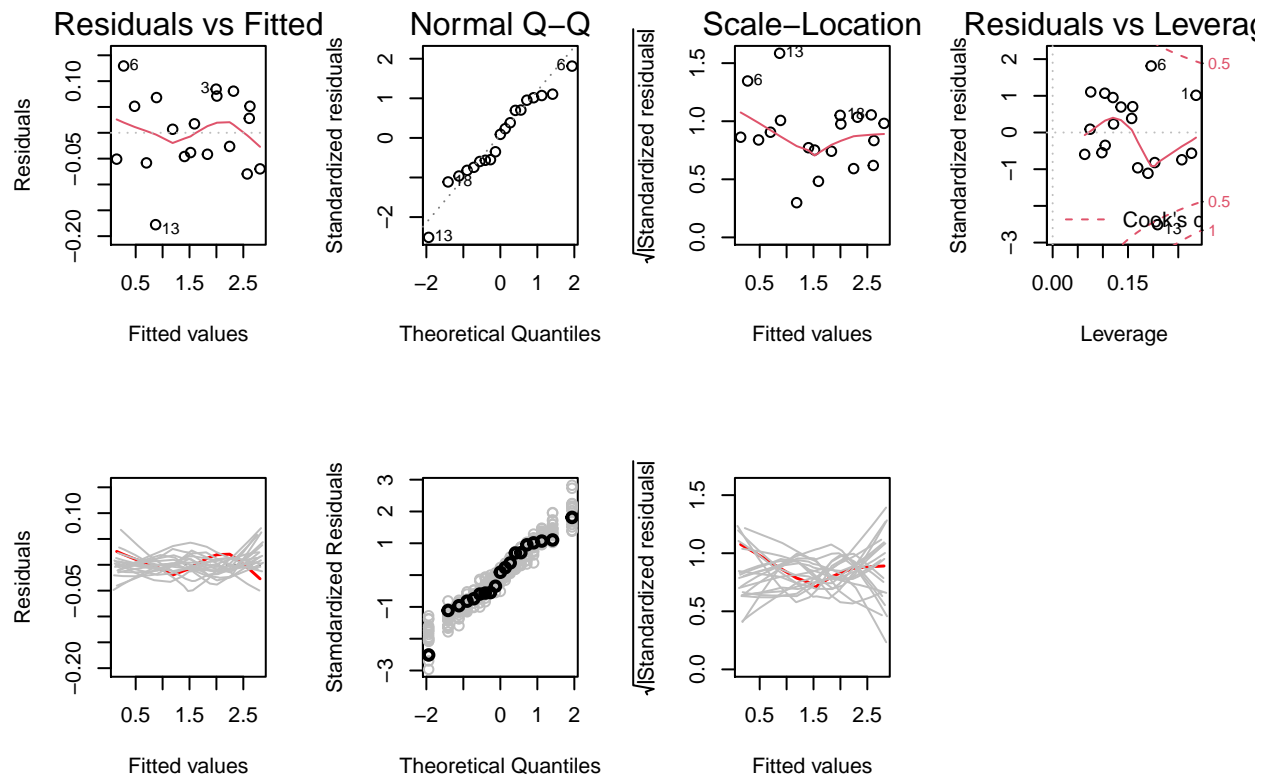 Residuals vs Fitted
Residuals
0.10
−0.05
−0.20
6
3
13
0.5 1.5 2.5
Fitted values
Normal Q−Q
Standardized residuals
2
1
0
−2
6
18
13
−2 0 1 2
Theoretical Quantiles
Scale−Location
√|Standardized residuals|
1.5
1.0
0.5
0.0
13
6
18
0.5 1.5 2.5
Fitted values
Residuals vs Leverag
Standardized residuals
2
1
0
−1
−3
6
1
13
0.5
0.5
1
Cook's d
0.00 0.15
Leverage
Residuals
0.10
−0.05
−0.20
0.5 1.5 2.5
Fitted values
Stamdardized Residuals
3
1
−1
−3
−2 0 1 2
Theoretical Quantiles
√|Standardized residuals|
1.5
1.0
0.5
0.0
0.5 1.5 2.5
Fitted values